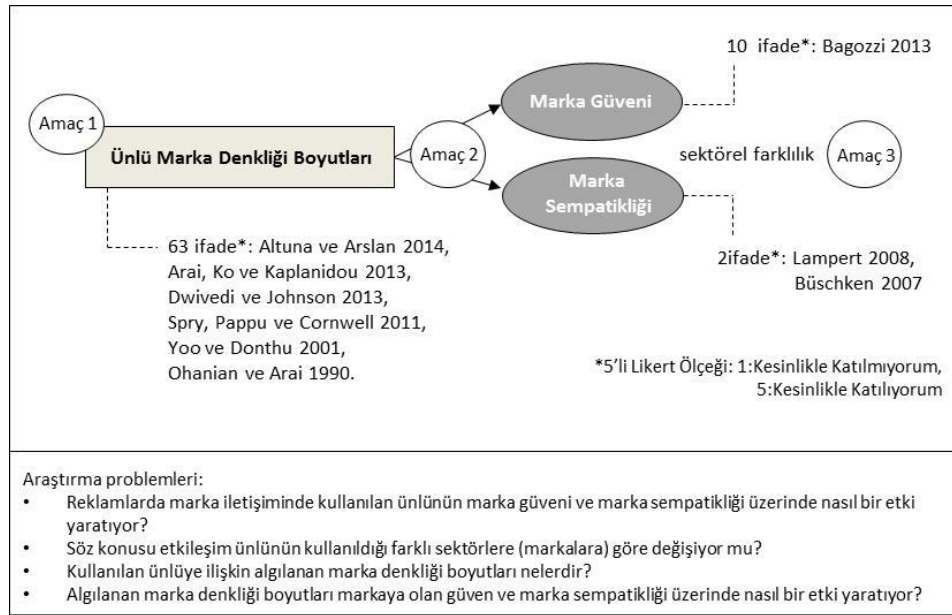 10 ifade*: Bagozzi 2013
Marka Güveni
Amaç 1
Ünlü Marka Denkliği Boyutları
Amaç 2
sektörel farklılık
Amaç 3
Marka
Sempatikliği
63 ifade*: Altuna ve Arslan 2014,
Arai, Ko ve Kaplanidou 2013,
Dwivedi ve Johnson 2013,
Spry, Pappu ve Cornwell 2011,
Yoo ve Donthu 2001,
Ohanian ve Arai 1990.
2ifade*: Lampert 2008,
Büschken 2007
*5'li Likert Ölçeği: 1:Kesinlikle Katılmıyorum,
5:Kesinlikle Katılıyorum
Araştırma problemleri:
• Reklamlarda marka iletişiminde kullanılan ünlünün marka güveni ve marka sempatikliği üzerinde nasıl bir etki
yaratıyor?
• Söz konusu etkileşim ünlünün kullanıldığı farklı sektörlere (markalara) göre değişiyor mu?
• Kullanılan ünlüye ilişkin algılanan marka denkliği boyutları nelerdir?
• Algılanan marka denkliği boyutları markaya olan güven ve marka sempatikliği üzerinde nasıl bir etki yaratıyor?